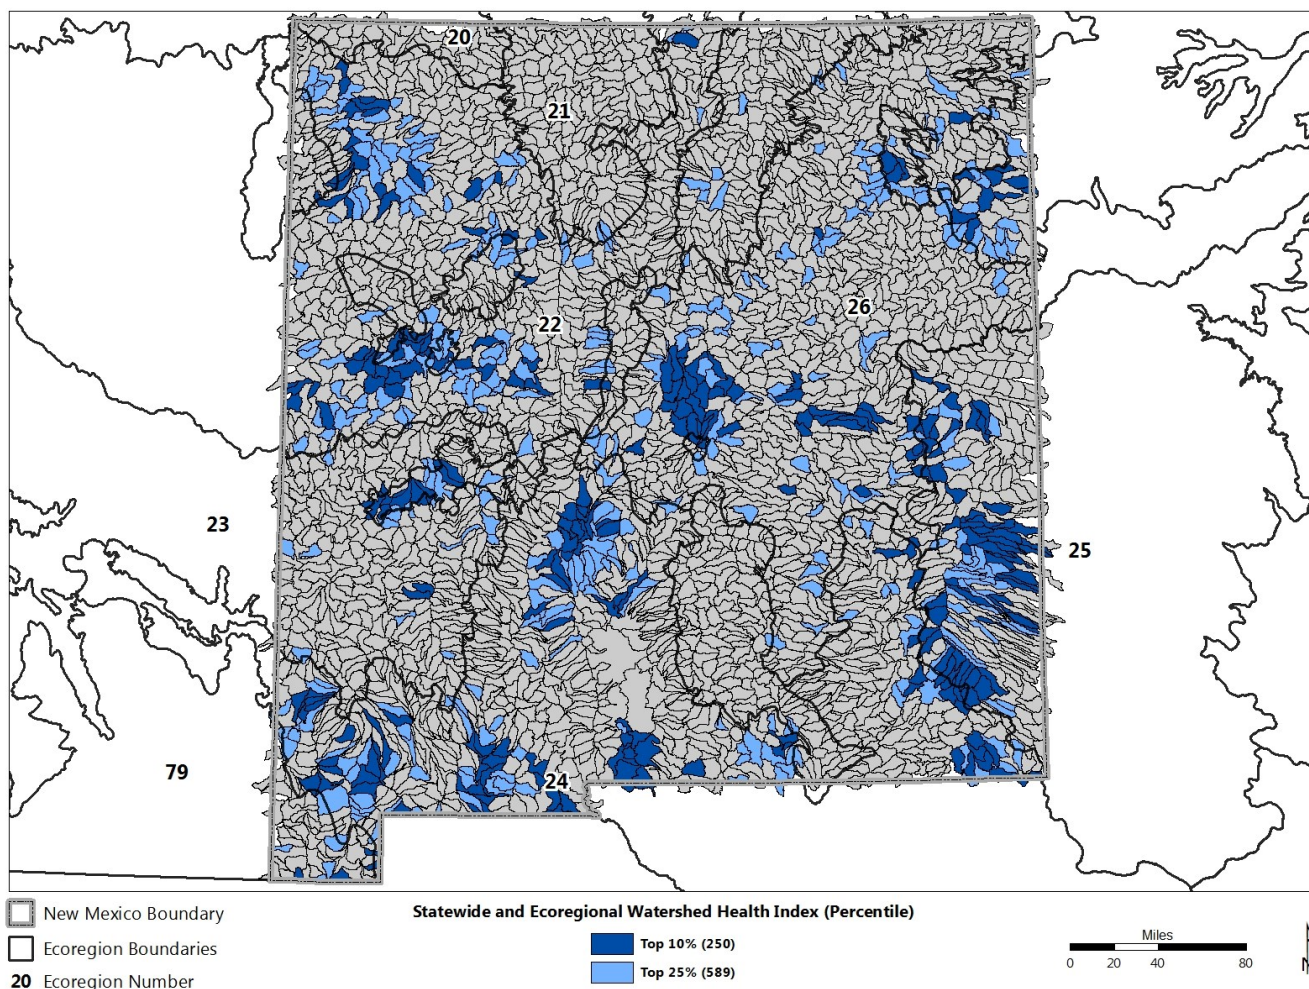 20
21
26
22
23
25
79
24
New Mexico Boundary
Ecoregion Boundaries
20 Ecoregion Number
Statewide and Ecoregional Watershed Health Index (Percentile)
Top 10% (250)
Top 25% (589)
Miles
0 20 40 80